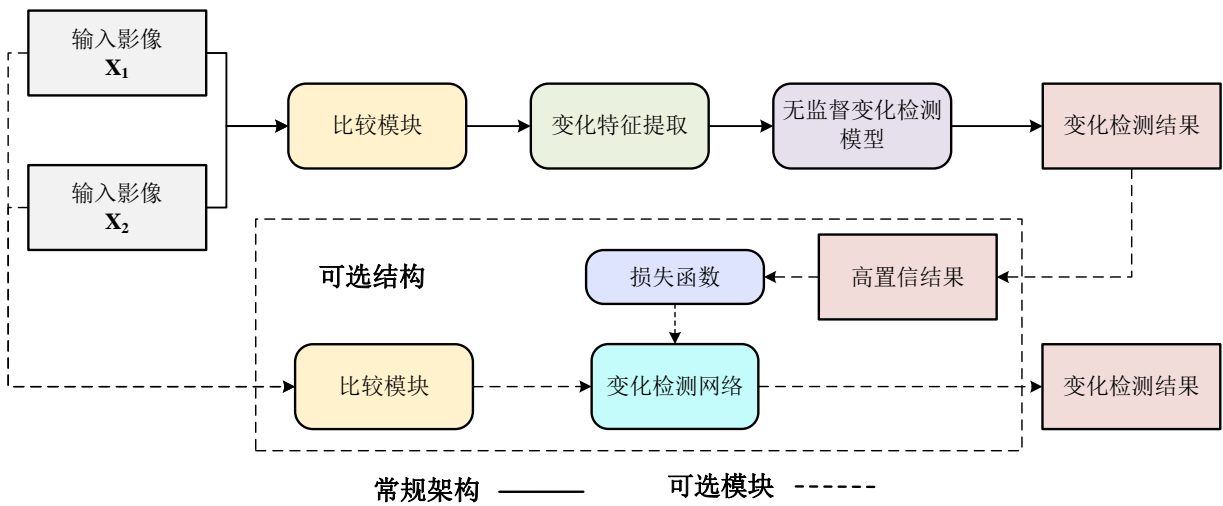 输入影像
X₁
比较模块
变化特征提取
无监督变化检测
模型
变化检测结果
输入影像
X₂
可选结构
损失函数
高置信结果
比较模块
变化检测网络
变化检测结果
常规架构
可选模块